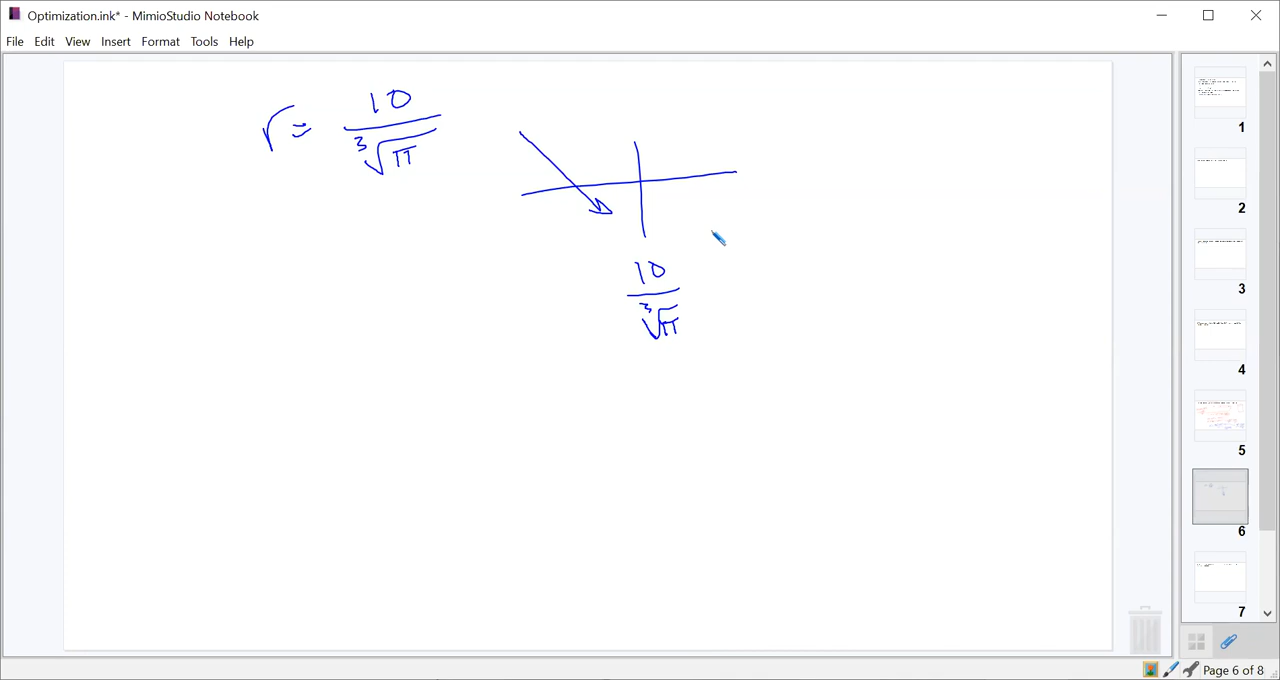 Optimization.ink* - MimioStudio Notebook
File Edit View Insert Format Tools Help
r = 10/∛π
10/∛π
1
2
3
4
5
6
7
Page 6 of 8